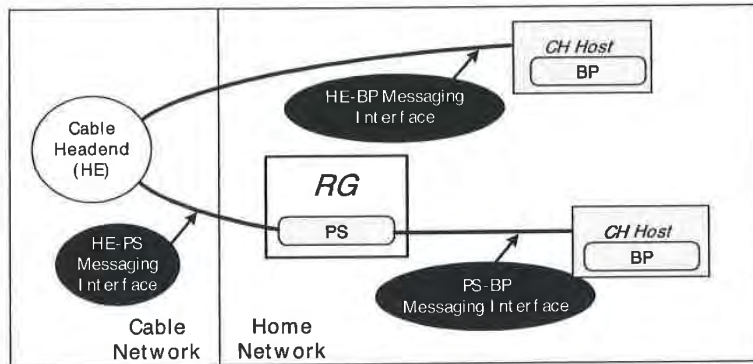 CH Host
BP
HE-BP Messaging
Interface
Cable
Headend
(HE)
RG
PS
HE-PS
Messaging
Interface
CH Host
BP
PS-BP
Messaging Interface
Cable
Network
Home
Network